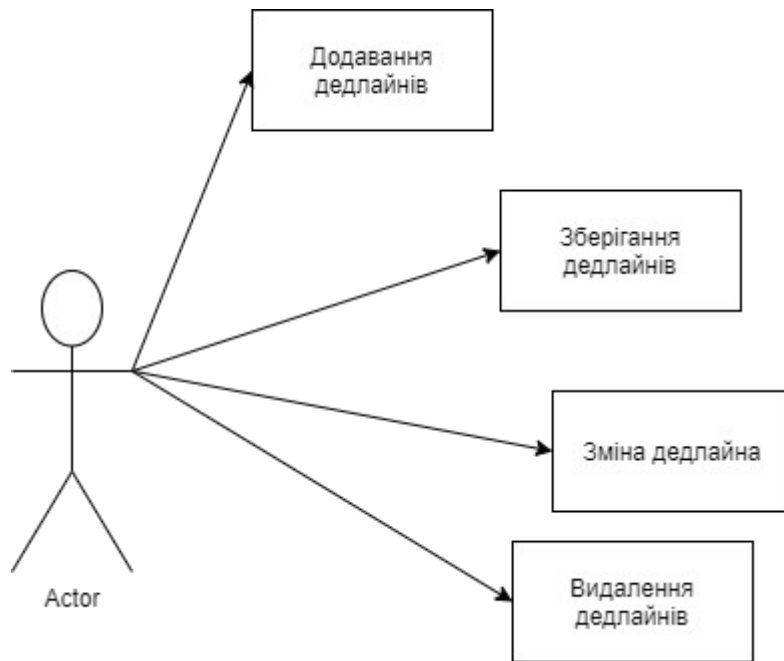 Додавання
дедлайнів
Зберігання
дедлайнів
Зміна дедлайна
Видалення
дедлайнів
Actor